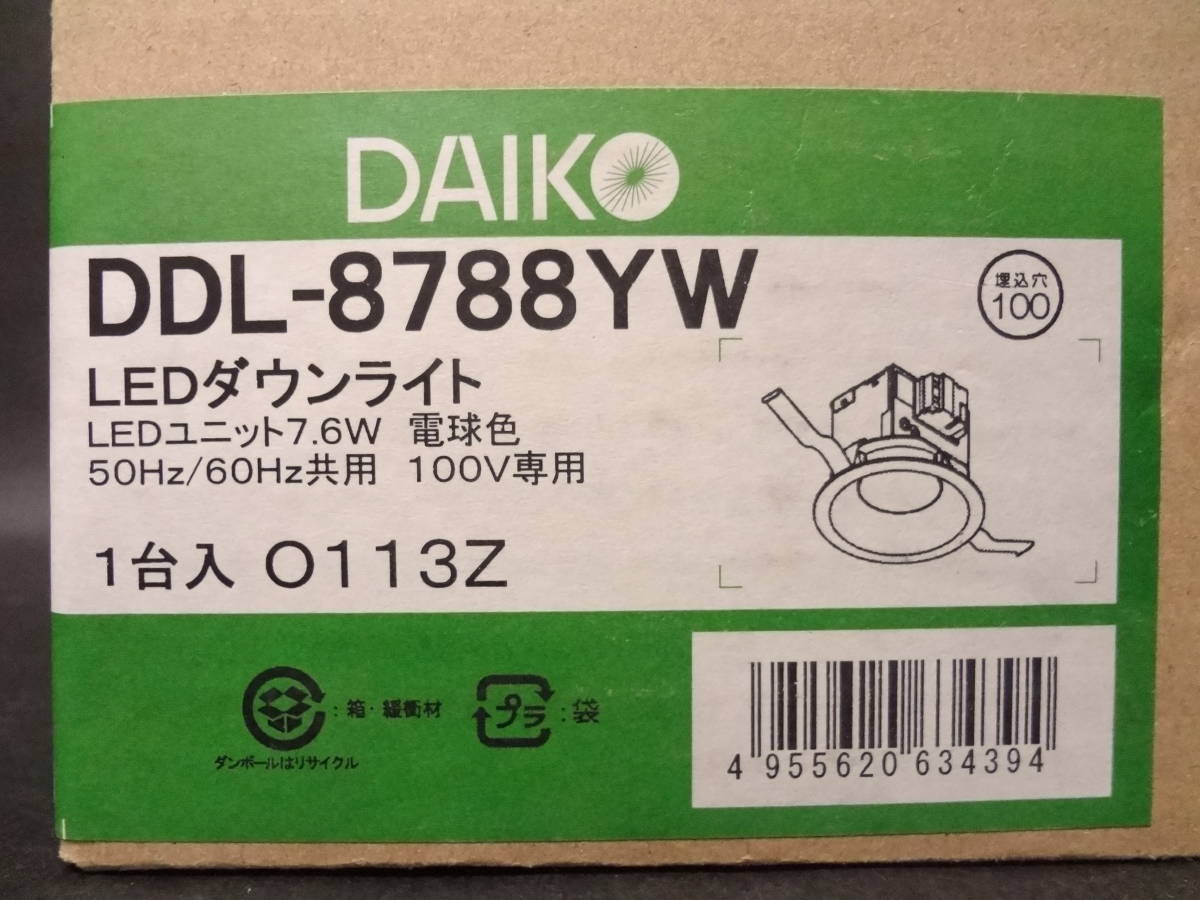 DAIKO
DDL-8788YW
埋込穴
100
LEDダウンライト
LEDユニット7.6W 電球色
50Hz/60Hz共用 100V専用
1台入 O113Z
:箱・緩衝材
プラ:袋
ダンボールはリサイクル
4 955620 634394